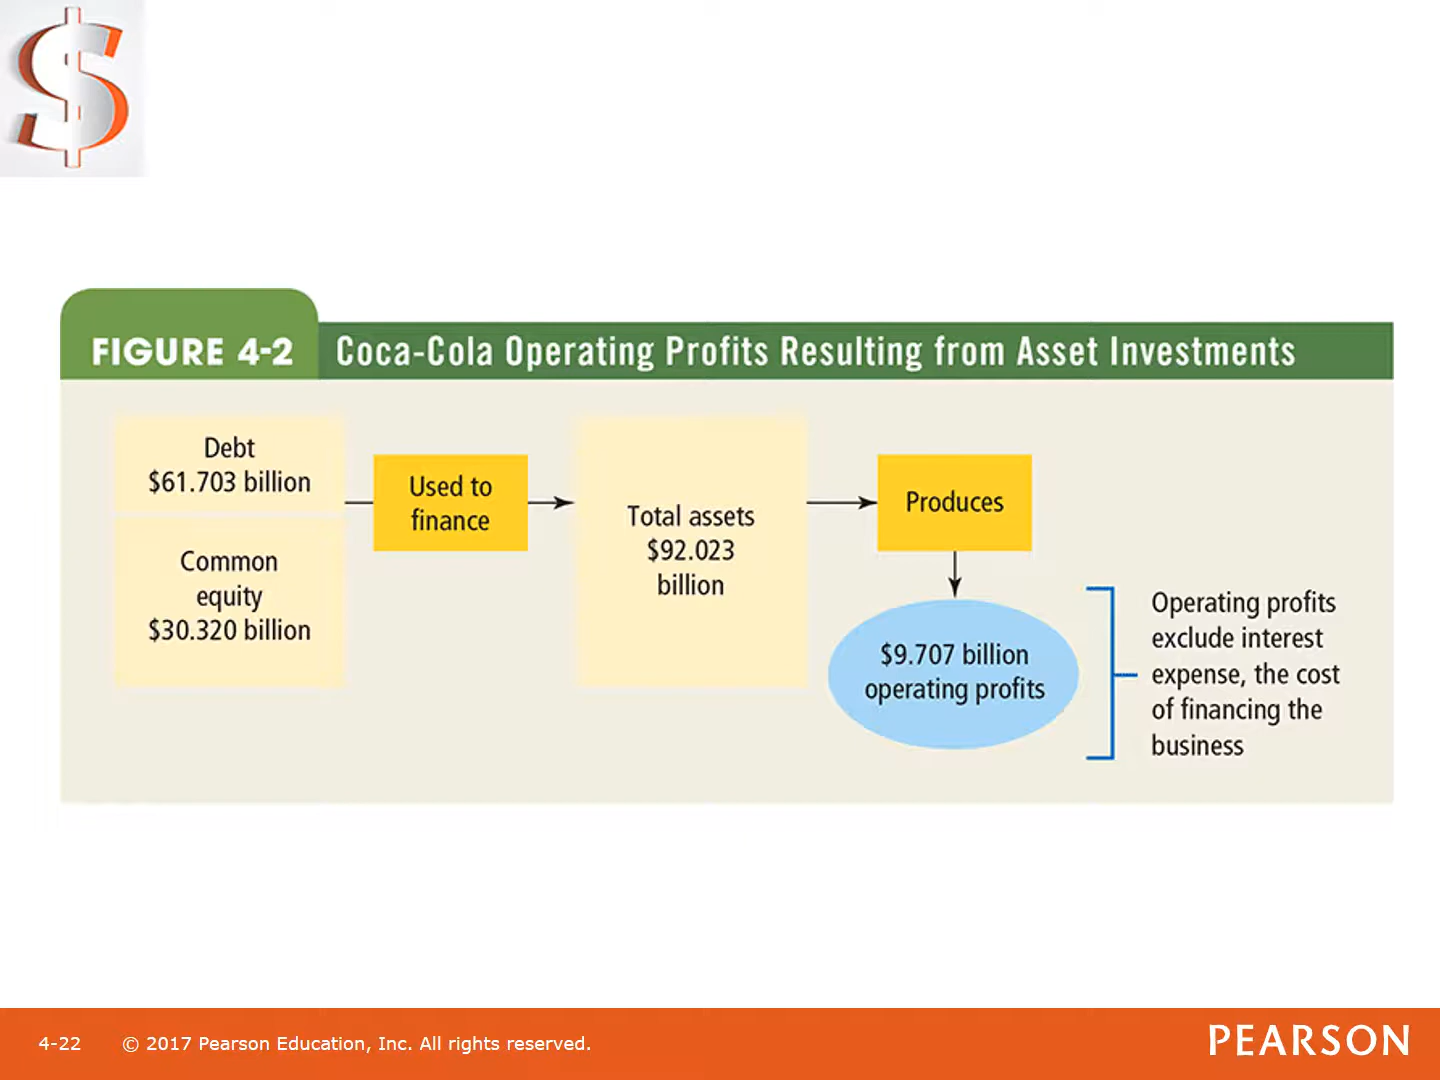 FIGURE 4-2
Coca-Cola Operating Profits Resulting from Asset Investments
Debt
$61.703 billion
Common
equity
$30.320 billion
Used to
finance
Total assets
$92.023
billion
Produces
$9.707 billion
operating profits
Operating profits
exclude interest
expense, the cost
of financing the
business
4-22
© 2017 Pearson Education, Inc. All rights reserved.
PEARSON